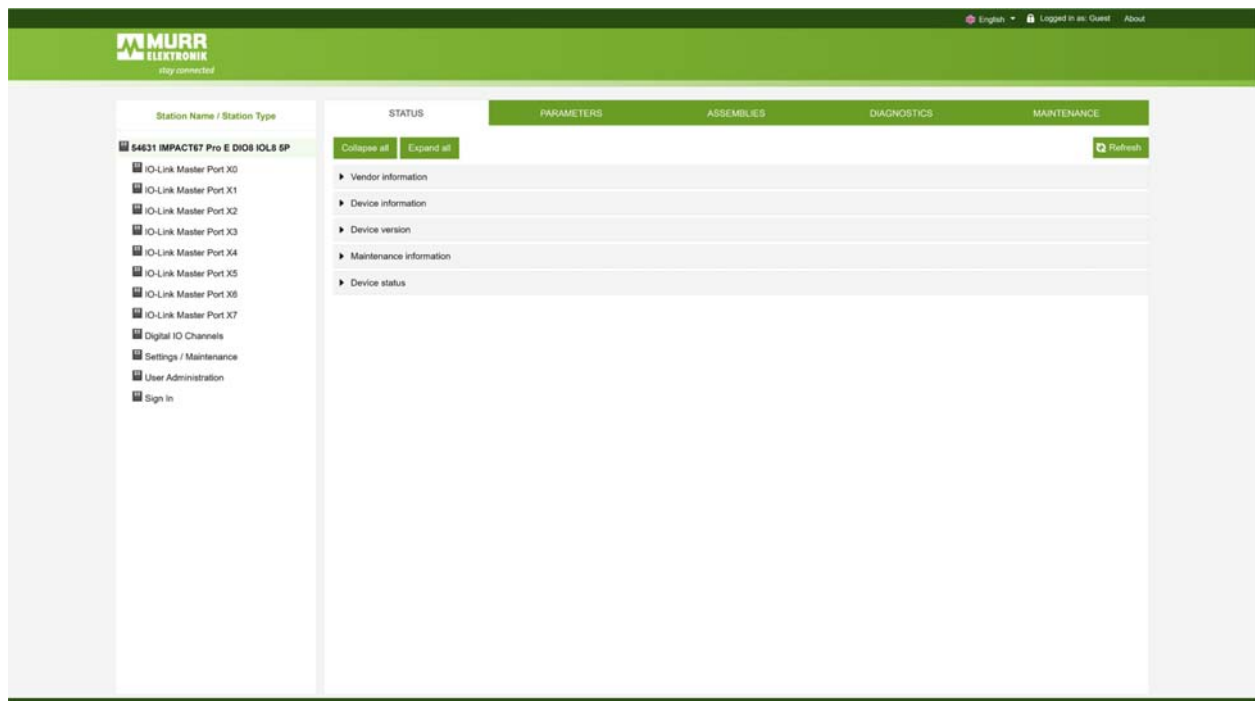 English
Logged in as: Guest
About
MURR
ELEKTRONIK
stay connected
Station Name / Station Type
54631 IMPACT67 Pro E DIO8 IOL8 5P
IO-Link Master Port X0
IO-Link Master Port X1
IO-Link Master Port X2
IO-Link Master Port X3
IO-Link Master Port X4
IO-Link Master Port X5
IO-Link Master Port X6
IO-Link Master Port X7
Digital IO Channels
Settings / Maintenance
User Administration
Sign In
STATUS
PARAMETERS
ASSEMBLIES
DIAGNOSTICS
MAINTENANCE
Collapse all
Expand all
Refresh
Vendor information
Device information
Device version
Maintenance information
Device status